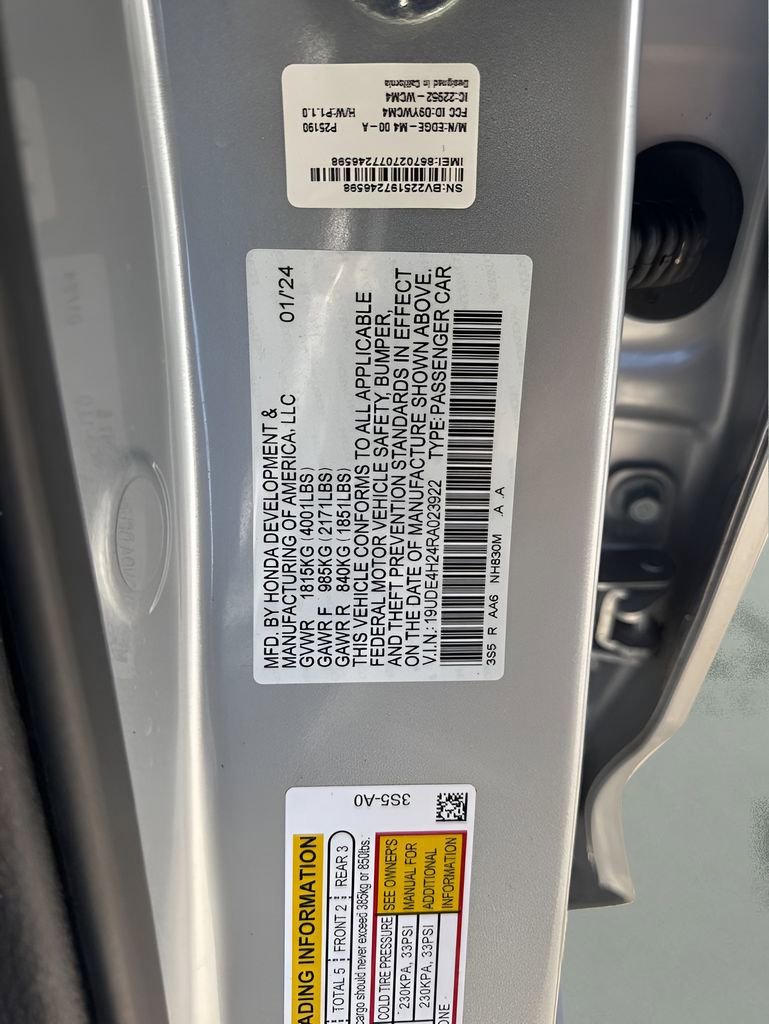 SN:BV225197246598
IMEI:867027077246598
M/N:EDGE-M4 00-A P25190
FCC ID:D9YWCM4
IC:22952-WCM4 H/W:P1.1.0
Designed in California
MFD. BY HONDA DEVELOPMENT &
MANUFACTURING OF AMERICA, LLC 01/'24
GVWR 1815KG (4001LBS)
GAWR F 985KG (2171LBS)
GAWR R 840KG (1851LBS)
THIS VEHICLE CONFORMS TO ALL APPLICABLE
FEDERAL MOTOR VEHICLE SAFETY, BUMPER,
AND THEFT PREVENTION STANDARDS IN EFFECT
ON THE DATE OF MANUFACTURE SHOWN ABOVE.
V.I.N.:19UDE4H24RA023922 TYPE:PASSENGER CAR
3S5 R AA6 NH830M .A .A
3S5-A0
INFORMATION
TOTAL 5 FRONT 2 REAR 3
cargo should never exceed 385kg or 850lbs.
COLD TIRE PRESSURE SEE OWNER'S
230KPA, 33PSI MANUAL FOR
230KPA, 33PSI ADDITIONAL
INFORMATION